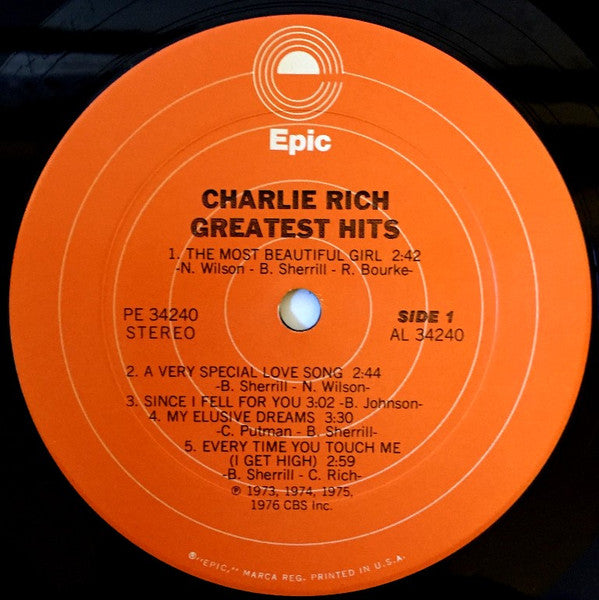 Epic
CHARLIE RICH
GREATEST HITS
1. THE MOST BEAUTIFUL GIRL 2:42
-N. Wilson - B. Sherrill - R. Bourke-
PE 34240
STEREO
SIDE 1
AL 34240
2. A VERY SPECIAL LOVE SONG 2:44
-B. Sherrill - N. Wilson-
3. SINCE I FELL FOR YOU 3:02 -B. Johnson-
4. MY ELUSIVE DREAMS 3:30
-C. Putman - B. Sherrill-
5. EVERY TIME YOU TOUCH ME
(I GET HIGH) 2:59
-B. Sherrill - C. Rich-
℗ 1973, 1974, 1975,
1976 CBS Inc.
®,"EPIC," MARCA REG. PRINTED IN U.S.A.